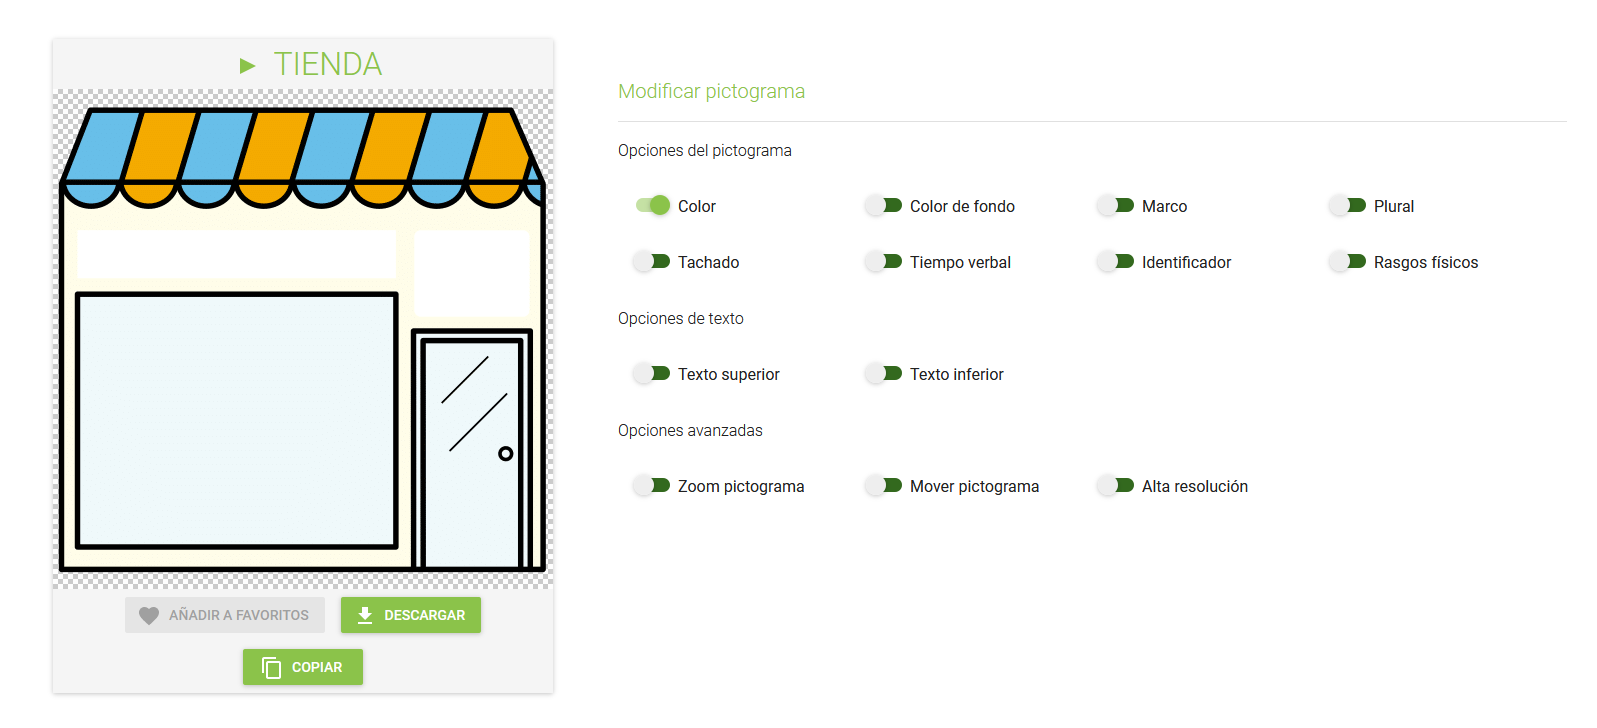 TIENDA
Modificar pictograma
Opciones del pictograma
Color
Color de fondo
Marco
Plural
Tachado
Tiempo verbal
Identificador
Rasgos físicos
Opciones de texto
Texto superior
Texto inferior
Opciones avanzadas
Zoom pictograma
Mover pictograma
Alta resolución
AÑADIR A FAVORITOS
DESCARGAR
COPIAR